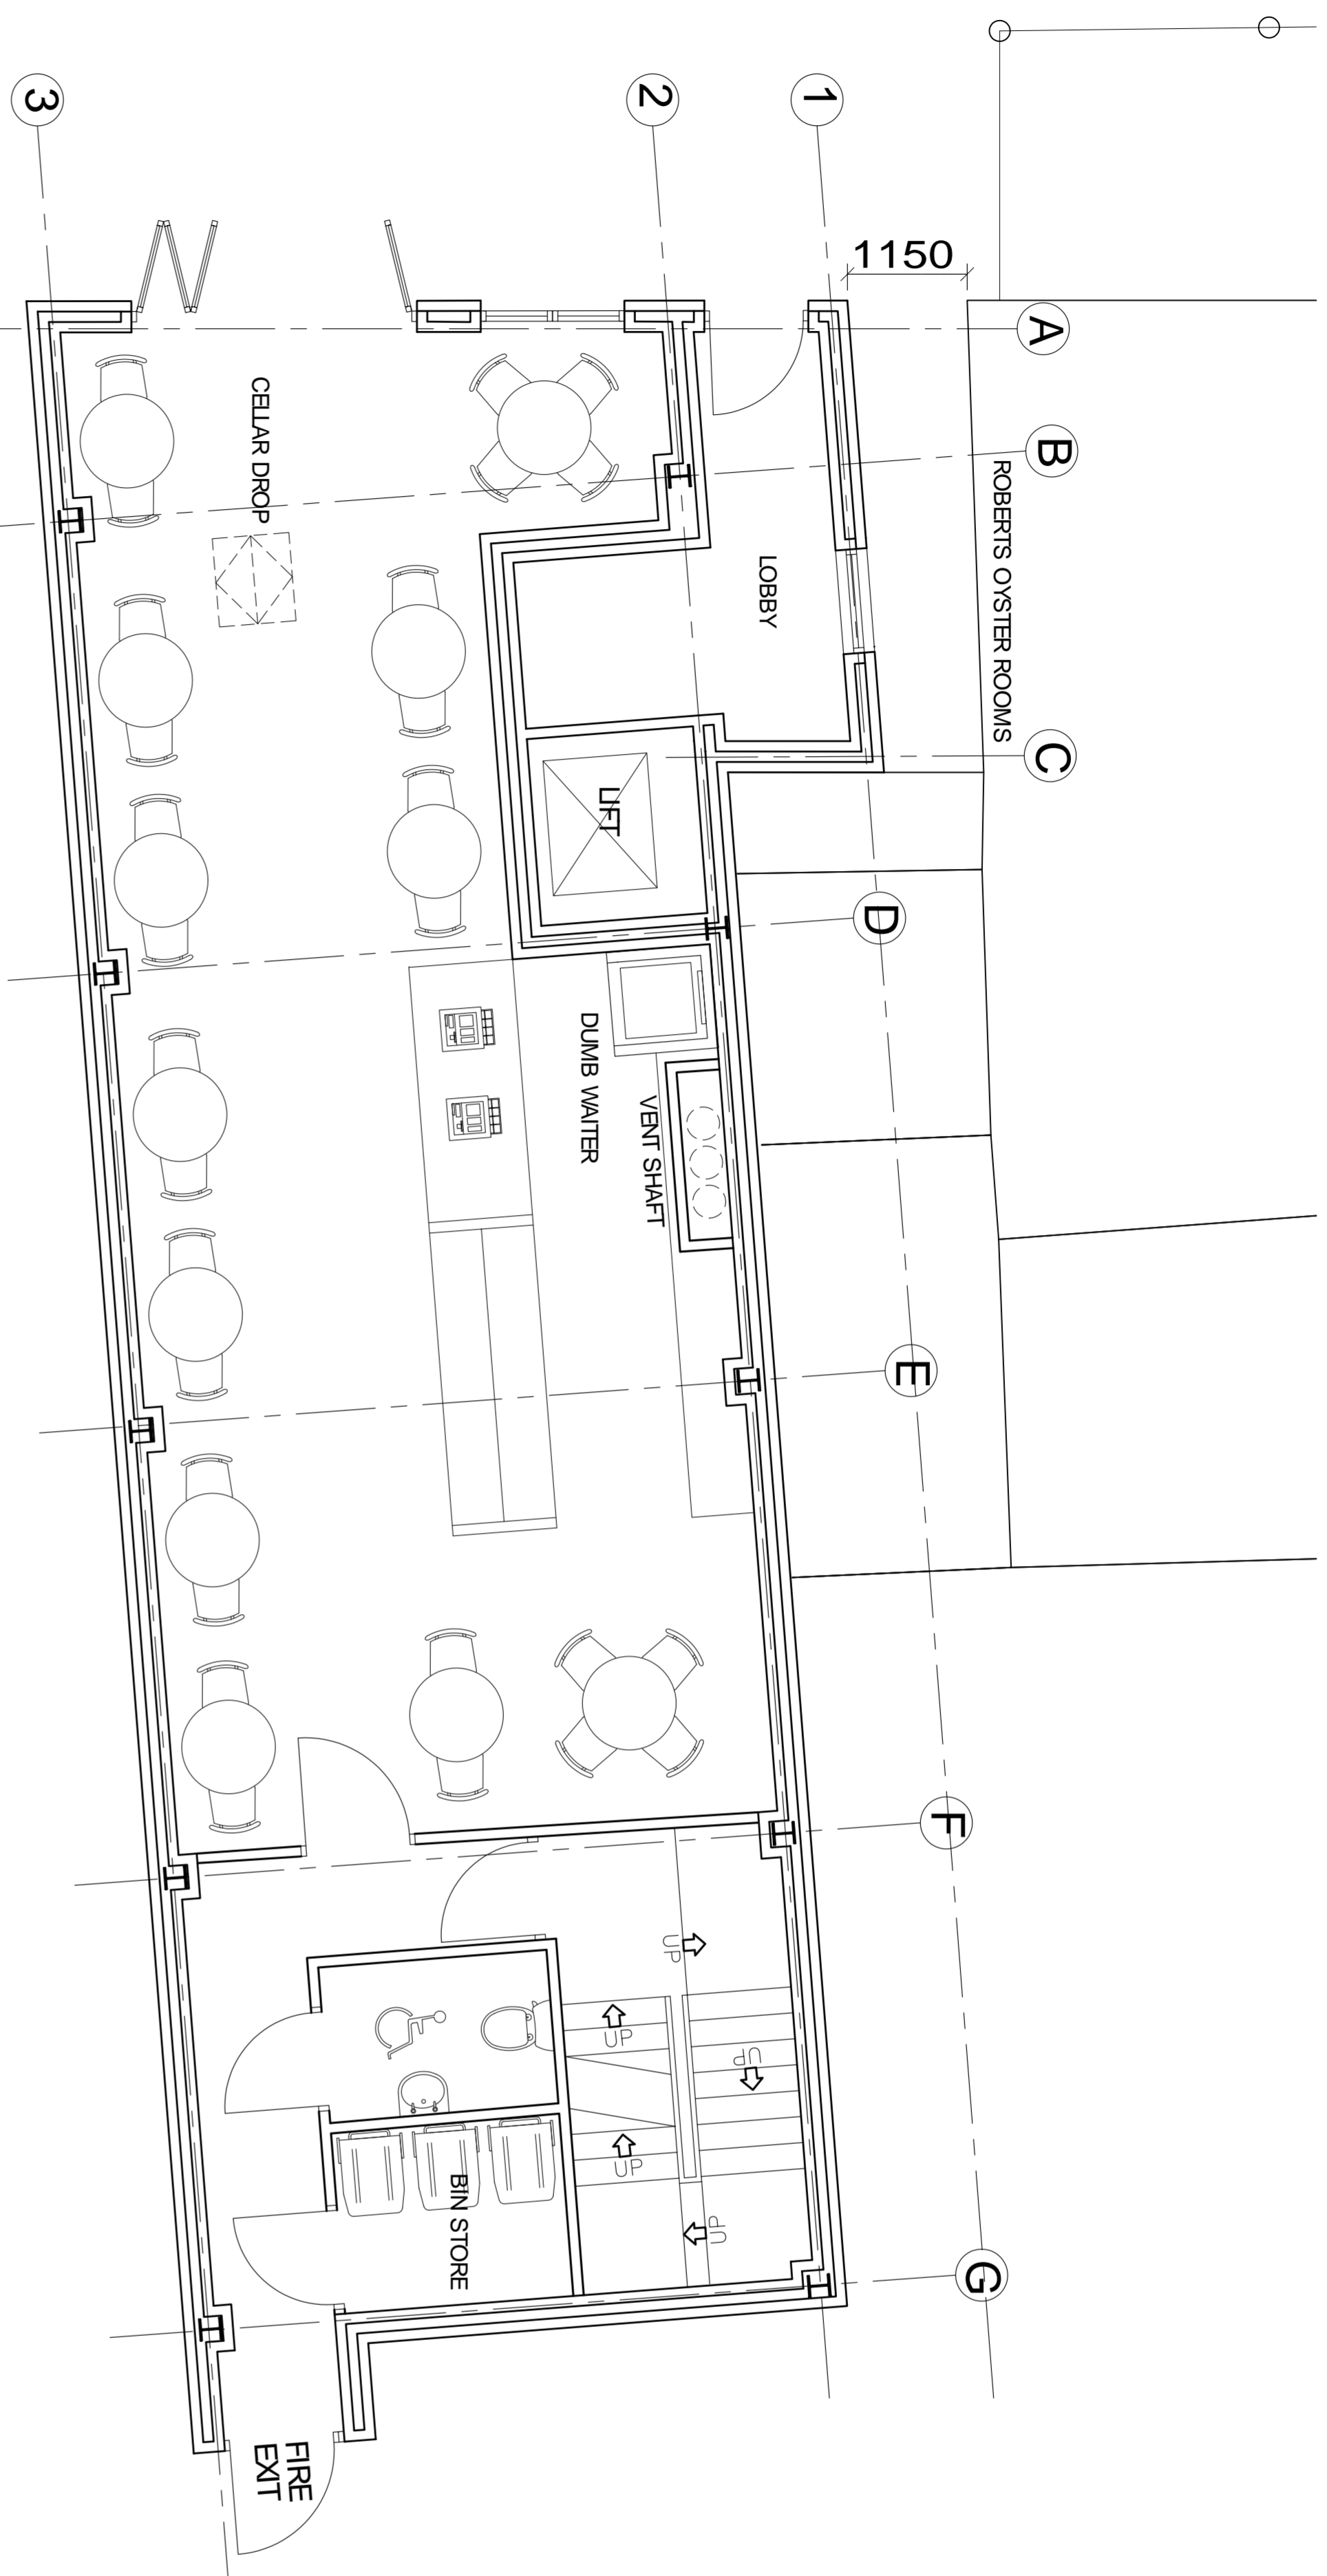 3
2
1
1150
A
B
ROBERTS OYSTER ROOMS
CELLAR DROP
LOBBY
C
LIFT
D
DUMB WAITER
VENT SHAFT
E
F
UP
UP
UP
UP
UP
BIN STORE
G
FIRE
EXIT